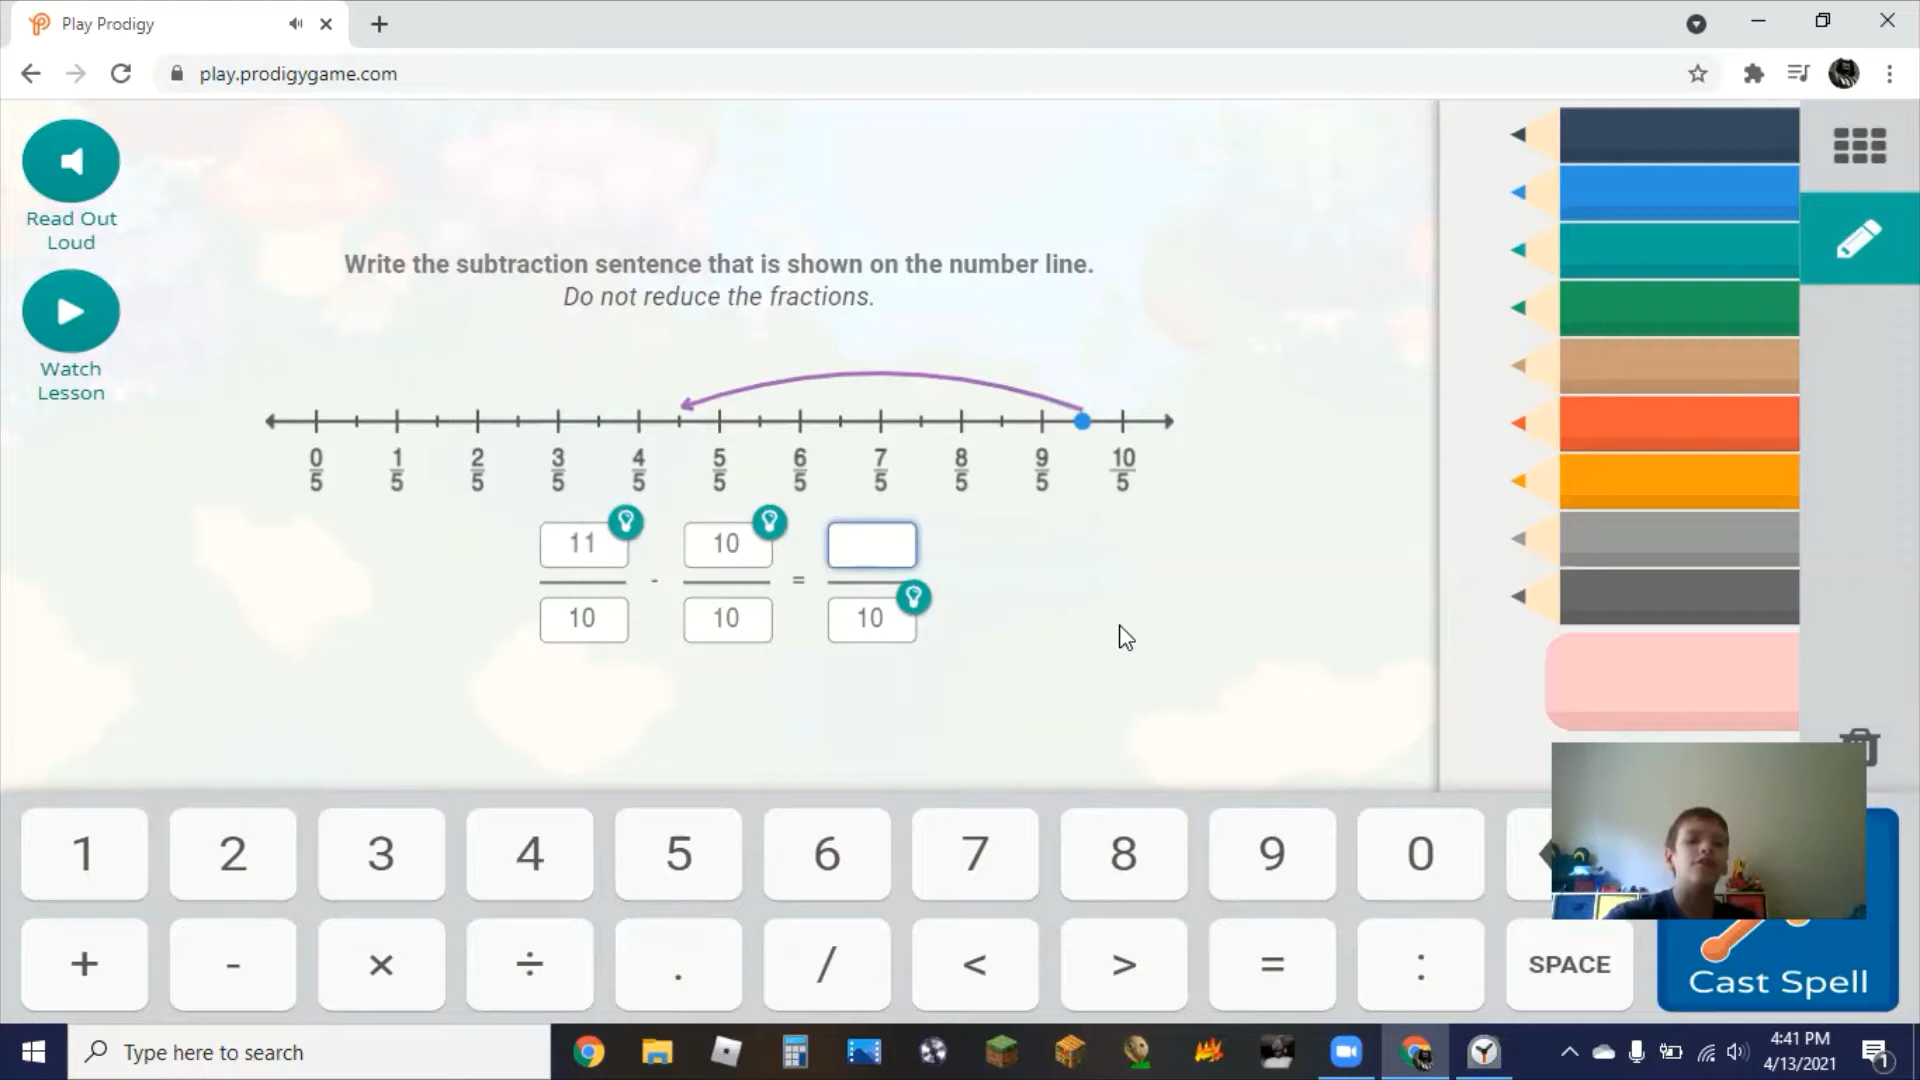 Play Prodigy
play.prodigygame.com
Read Out
Loud
Watch
Lesson
Write the subtraction sentence that is shown on the number line.
Do not reduce the fractions.
0 1 2 3 4 5 6 7 8 9 10
5 5 5 5 5 5 5 5 5 5 5
11 10
- =
10 10 10
1 2 3 4 5 6 7 8 9 0
+ - × ÷ . / < > = : SPACE
Cast Spell
Type here to search
4:41 PM
4/13/2021
1